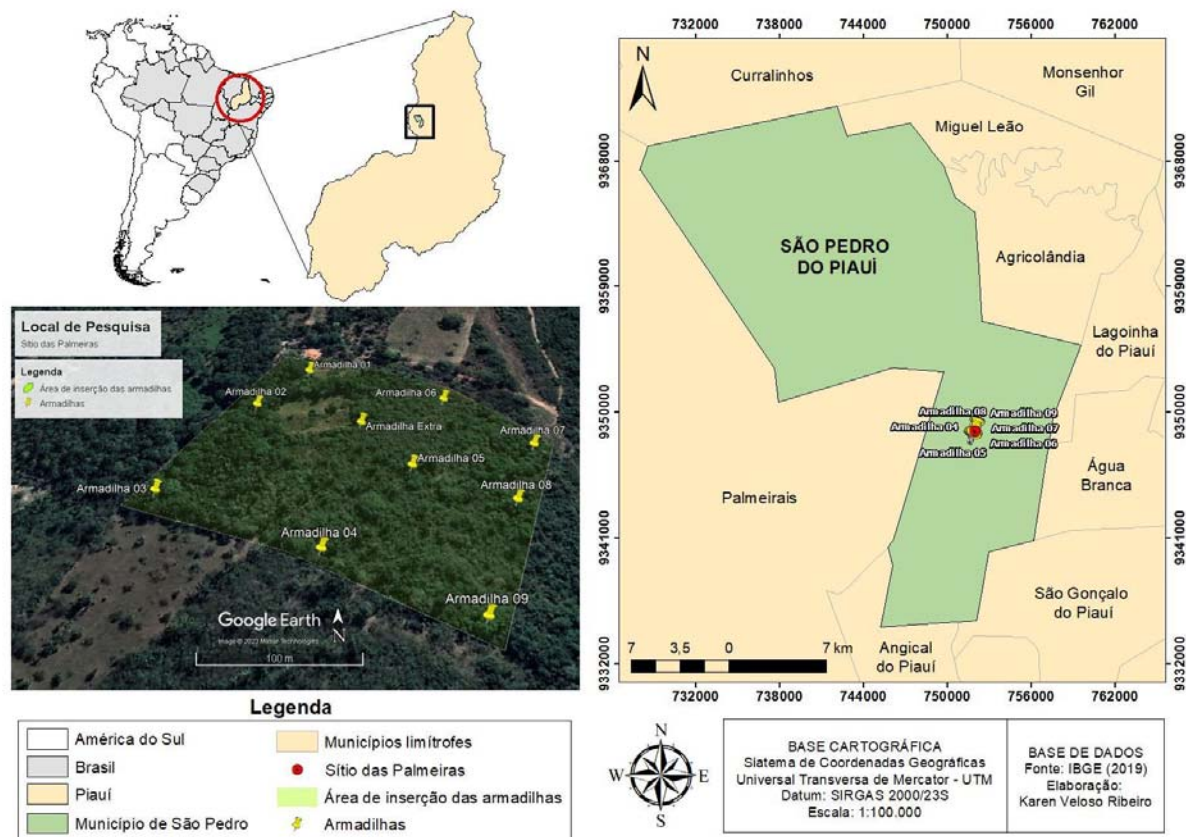 732000 738000 744000 750000 756000 762000
N
Curralinhos
Monsenhor
Gil
Miguel Leão
SÃO PEDRO
DO PIAUÍ
Agricolândia
Lagoinha
do Piauí
Armadilha 08
Armadilha 09
Armadilha 04
Armadilha 07
Armadilha 06
Armadilha 05
Palmeirais
Água
Branca
São Gonçalo
do Piauí
Angical
do Piauí
7 3,5 0 7 km
9368000
9359000
9350000
9341000
9332000
9368000
9359000
9350000
9341000
9332000
732000 738000 744000 750000 756000 762000
Local de Pesquisa
Sítio das Palmeiras
Legenda
Área de inserção das armadilhas
Armadilhas
Armadilha 01
Armadilha 02
Armadilha 06
Armadilha Extra
Armadilha 07
Armadilha 05
Armadilha 03
Armadilha 08
Armadilha 04
Armadilha 09
Google Earth
Image © 2022 Maxar Technologies
N
100 m
Legenda
América do Sul
Brasil
Piauí
Município de São Pedro
Municípios limítrofes
Sítio das Palmeiras
Área de inserção das armadilhas
Armadilhas
N
W E
S
BASE CARTOGRÁFICA
Siatema de Coordenadas Geográficas
Universal Transversa de Mercator - UTM
Datum: SIRGAS 2000/23S
Escala: 1:100.000
BASE DE DADOS
Fonte: IBGE (2019)
Elaboração:
Karen Veloso Ribeiro